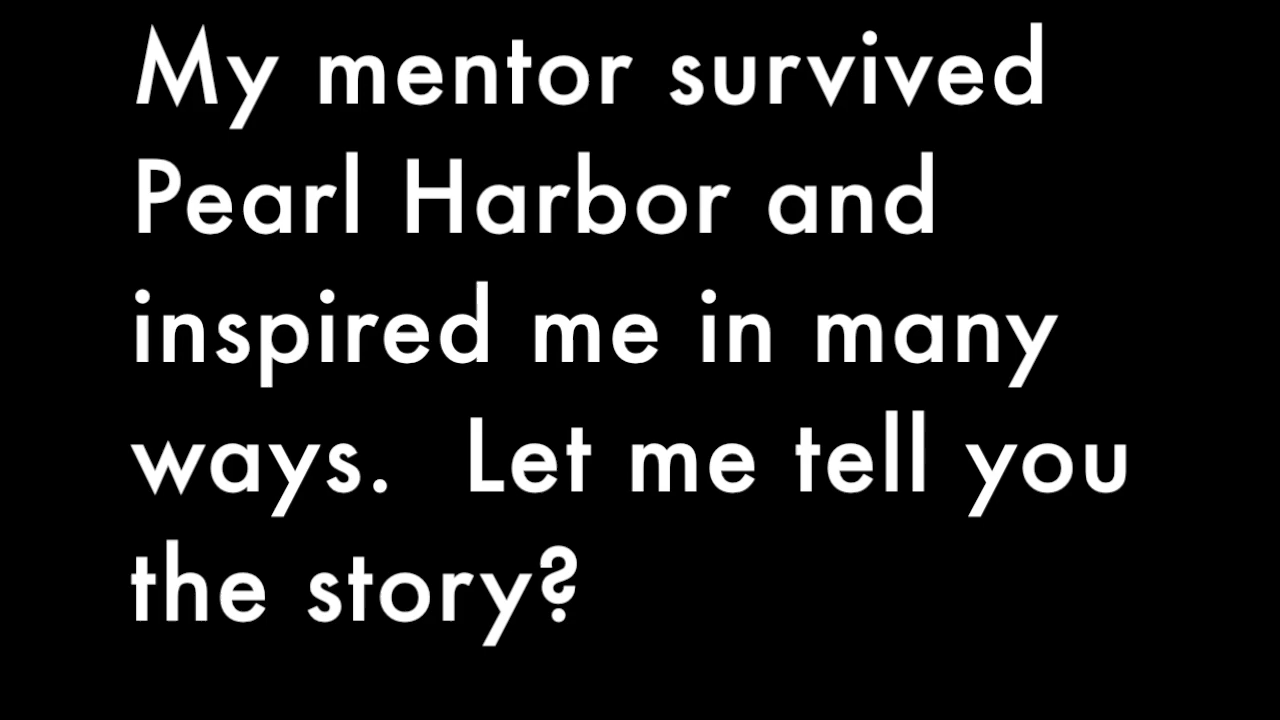 My mentor survived
Pearl Harbor and
inspired me in many
ways.  Let me tell you
the story?